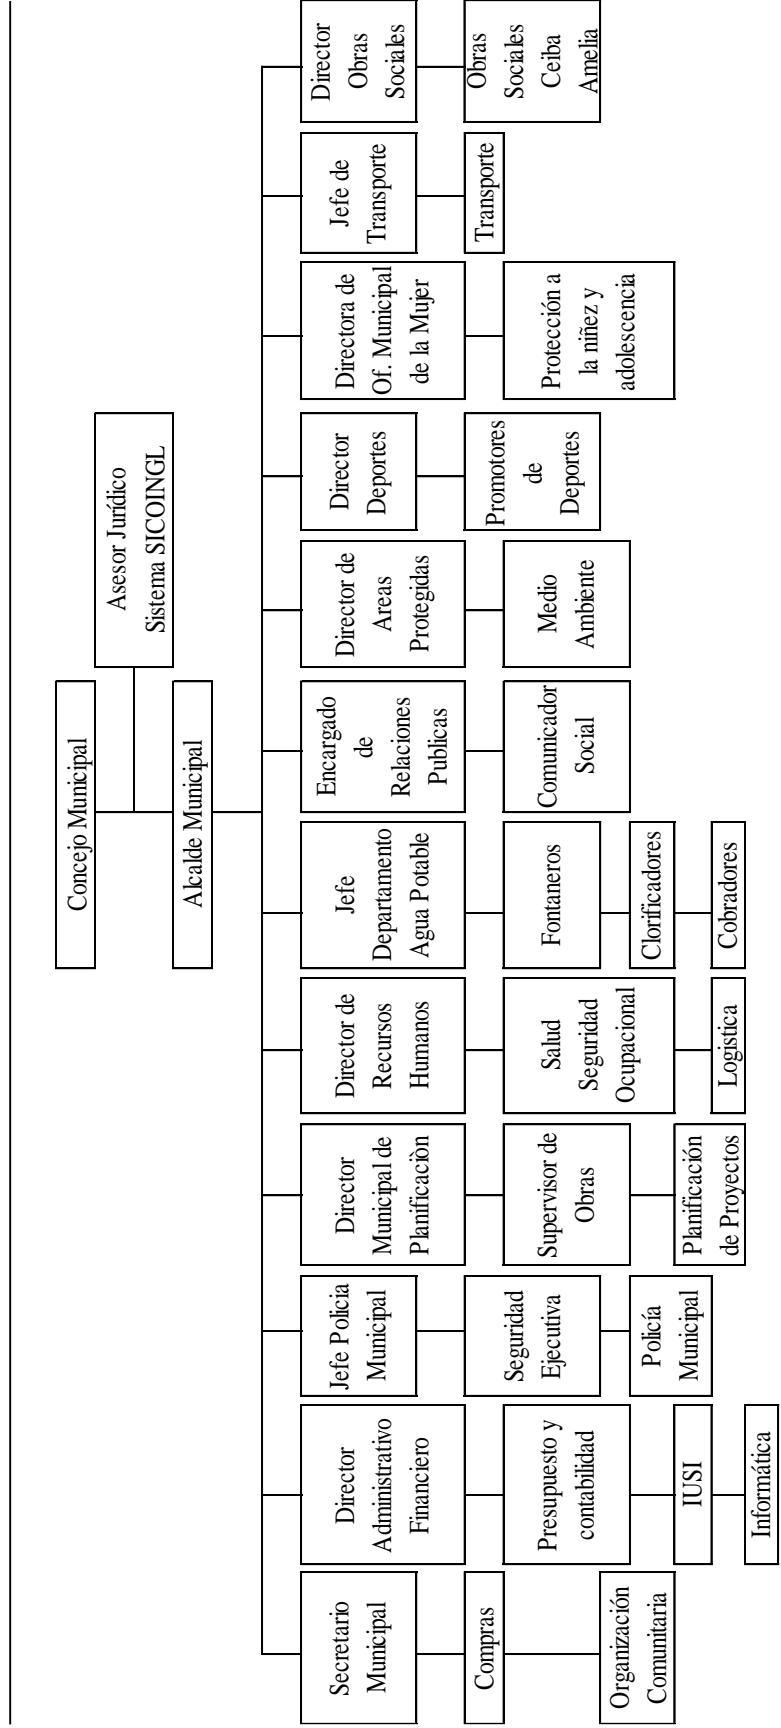 Concejo Municipal
Asesor Jurídico
Sistema SICOINGL
Alcalde Municipal
Secretario
Municipal
Compras
Organización
Comunitaria
Director
Administrativo
Financiero
Presupuesto y
contabilidad
IUSI
Informática
Jefe Policia
Municipal
Seguridad
Ejecutiva
Policía
Municipal
Director
Municipal de
Planificaciòn
Supervisor de
Obras
Planificación
de Proyectos
Director de
Recursos
Humanos
Salud
Seguridad
Ocupacional
Logistica
Jefe
Departamento
Agua Potable
Fontaneros
Clorificadores
Cobradores
Encargado
de
Relaciones
Publicas
Comunicador
Social
Director de
Areas
Protegidas
Medio
Ambiente
Director
Deportes
Promotores
de
Deportes
Directora de
Of. Municipal
de la Mujer
Protección a
la niñez y
adolescencia
Jefe de
Transporte
Transporte
Director
Obras
Sociales
Obras
Sociales
Ceiba
Amelia